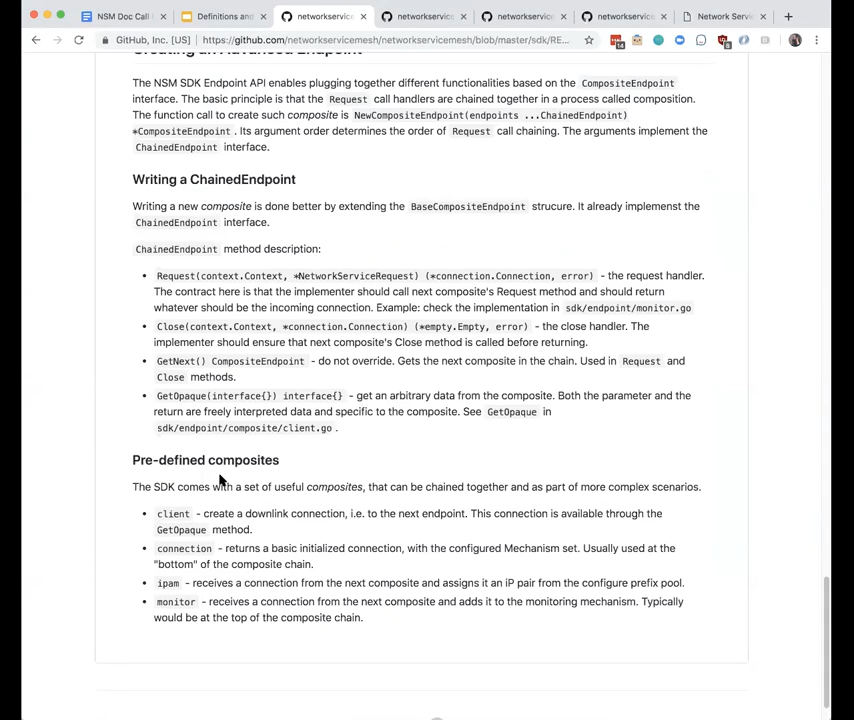 NSM Doc Call
Definitions and
networkservice
networkservic
networkservic
networkservic
Network Servi
GitHub, Inc. [US]
https://github.com/networkservicemesh/networkservicemesh/blob/master/sdk/RE...
Creating an Advanced Endpoint
The NSM SDK Endpoint API enables plugging together different functionalities based on the CompositeEndpoint
interface. The basic principle is that the Request call handlers are chained together in a process called composition.
The function call to create such composite is NewCompositeEndpoint(endpoints ...ChainedEndpoint)
*CompositeEndpoint . Its argument order determines the order of Request call chaining. The arguments implement the
ChainedEndpoint interface.
Writing a ChainedEndpoint
Writing a new composite is done better by extending the BaseCompositeEndpoint strucure. It already implemenst the
ChainedEndpoint interface.
ChainedEndpoint method description:
• Request(context.Context, *NetworkServiceRequest) (*connection.Connection, error) - the request handler.
The contract here is that the implementer should call next composite's Request method and should return
whatever should be the incoming connection. Example: check the implementation in sdk/endpoint/monitor.go
• Close(context.Context, *connection.Connection) (*empty.Empty, error) - the close handler. The
implementer should ensure that next composite's Close method is called before returning.
• GetNext() CompositeEndpoint - do not override. Gets the next composite in the chain. Used in Request and
Close methods.
• GetOpaque(interface{}) interface{} - get an arbitrary data from the composite. Both the parameter and the
return are freely interpreted data and specific to the composite. See GetOpaque in
sdk/endpoint/composite/client.go .
Pre-defined composites
The SDK comes with a set of useful composites, that can be chained together and as part of more complex scenarios.
• client - create a downlink connection, i.e. to the next endpoint. This connection is available through the
GetOpaque method.
• connection - returns a basic initialized connection, with the configured Mechanism set. Usually used at the
"bottom" of the composite chain.
• ipam - receives a connection from the next composite and assigns it an iP pair from the configure prefix pool.
• monitor - receives a connection from the next composite and adds it to the monitoring mechanism. Typically
would be at the top of the composite chain.